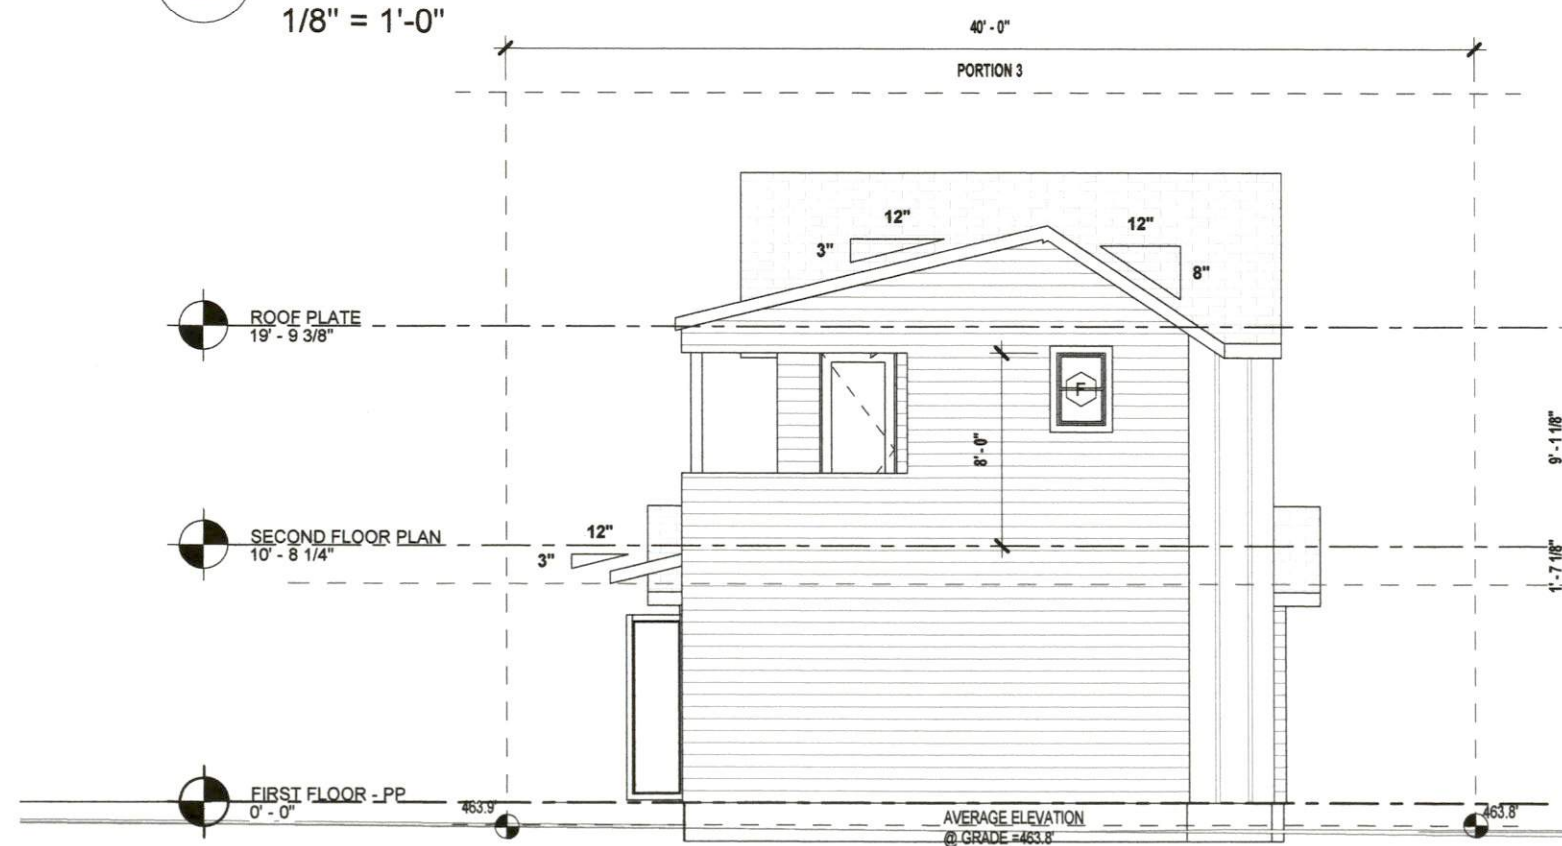 1/8" = 1'-0"
40' - 0"
PORTION 3
12"
3"
12"
8"
ROOF PLATE
19' - 9 3/8"
F
8' - 0"
9' - 1 1/8"
SECOND FLOOR PLAN
10' - 8 1/4"
12"
3"
1' - 7 1/8"
FIRST FLOOR - PP
0' - 0"
463.9'
AVERAGE ELEVATION
@ GRADE =463.8'
463.8'